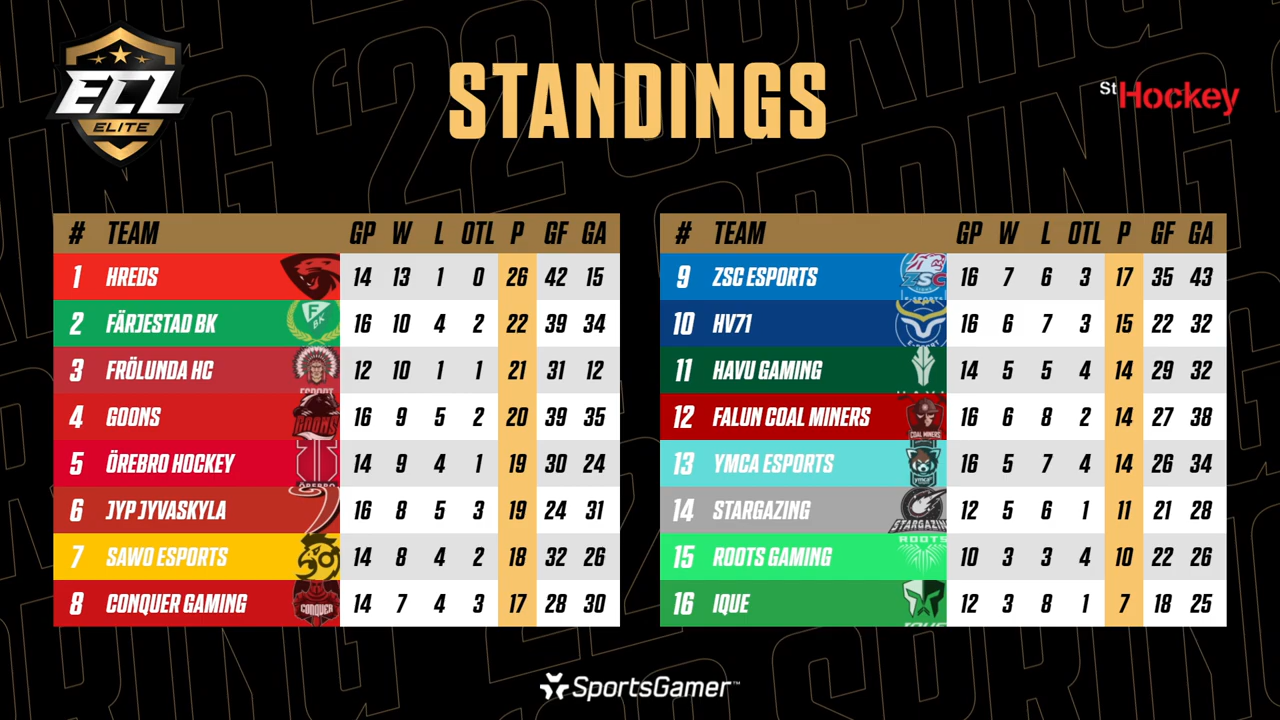 ECL
ELITE
STANDINGS
St Hockey
# TEAM GP W L OTL P GF GA
1 HREDS 14 13 1 0 26 42 15
2 FÄRJESTAD BK 16 10 4 2 22 39 34
3 FRÖLUNDA HC 12 10 1 1 21 31 12
4 GOONS 16 9 5 2 20 39 35
5 ÖREBRO HOCKEY 14 9 4 1 19 30 24
6 JYP JYVASKYLA 16 8 5 3 19 24 31
7 SAWO ESPORTS 14 8 4 2 18 32 26
8 CONQUER GAMING 14 7 4 3 17 28 30
# TEAM GP W L OTL P GF GA
9 ZSC ESPORTS 16 7 6 3 17 35 43
10 HV71 16 6 7 3 15 22 32
11 HAVU GAMING 14 5 5 4 14 29 32
12 FALUN COAL MINERS 16 6 8 2 14 27 38
13 YMCA ESPORTS 16 5 7 4 14 26 34
14 STARGAZING 12 5 6 1 11 21 28
15 ROOTS GAMING 10 3 3 4 10 22 26
16 IQUE 12 3 8 1 7 18 25
SportsGamer™